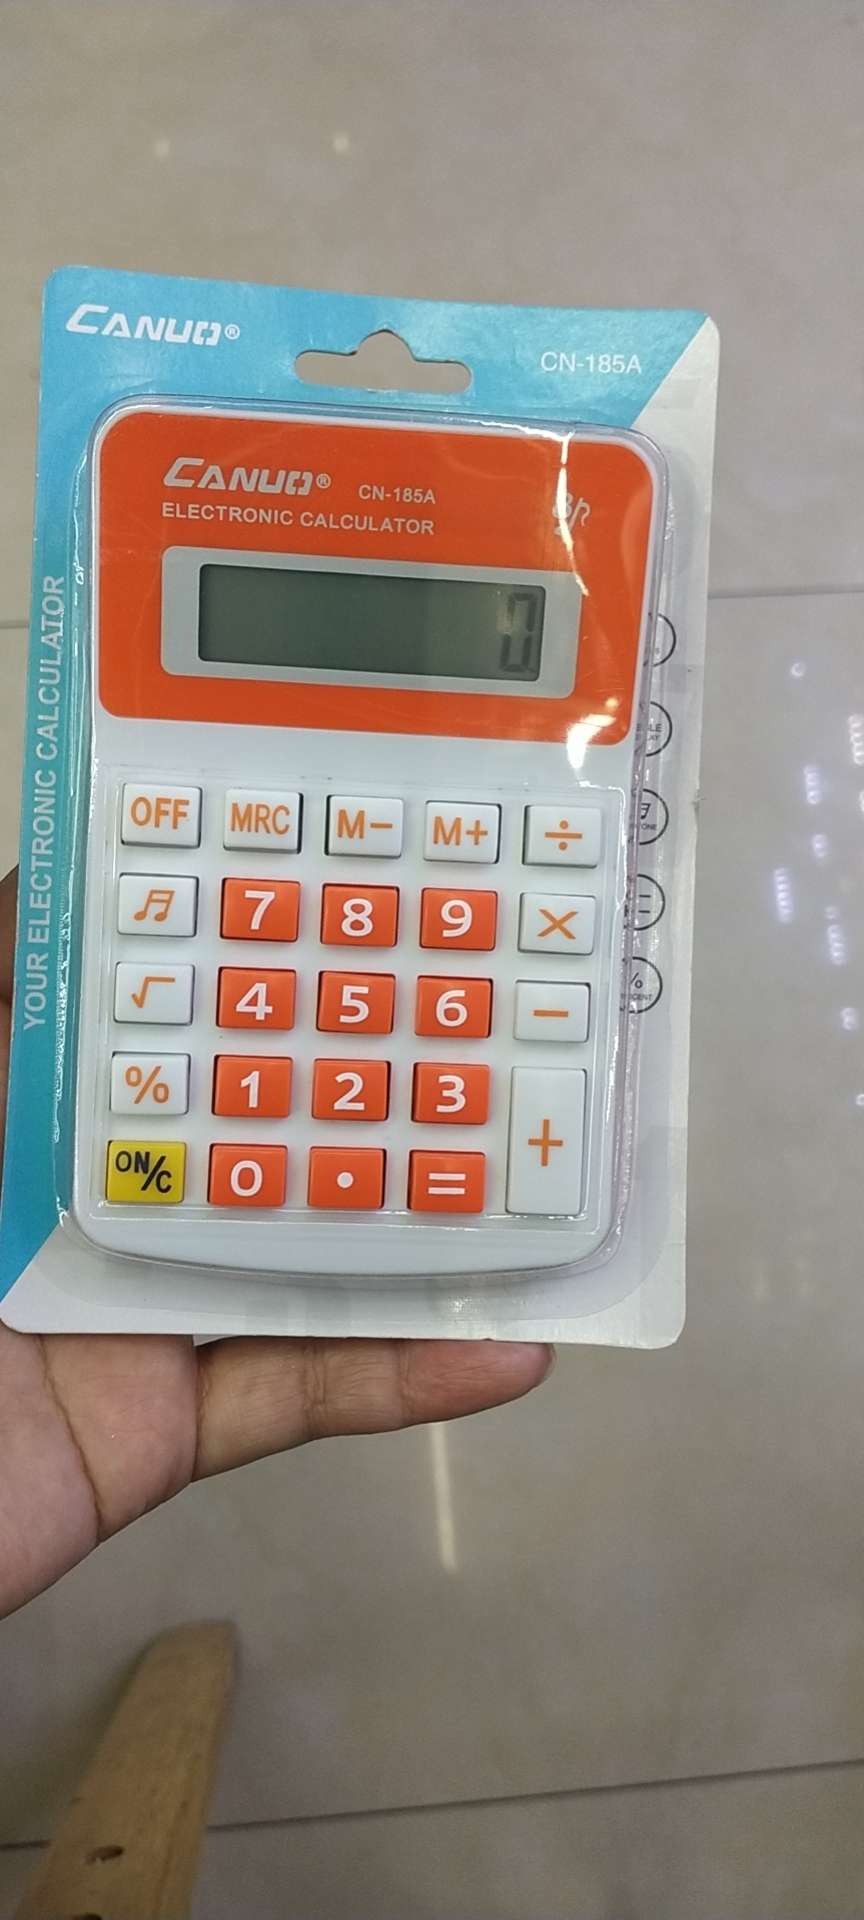 CANUO®
CN-185A
CANUO® CN-185A
ELECTRONIC CALCULATOR
YOUR ELECTRONIC CALCULATOR
0
OFF MRC M− M+ ÷
7 8 9 ×
√ 4 5 6 −
% 1 2 3 +
ON/C 0 . =